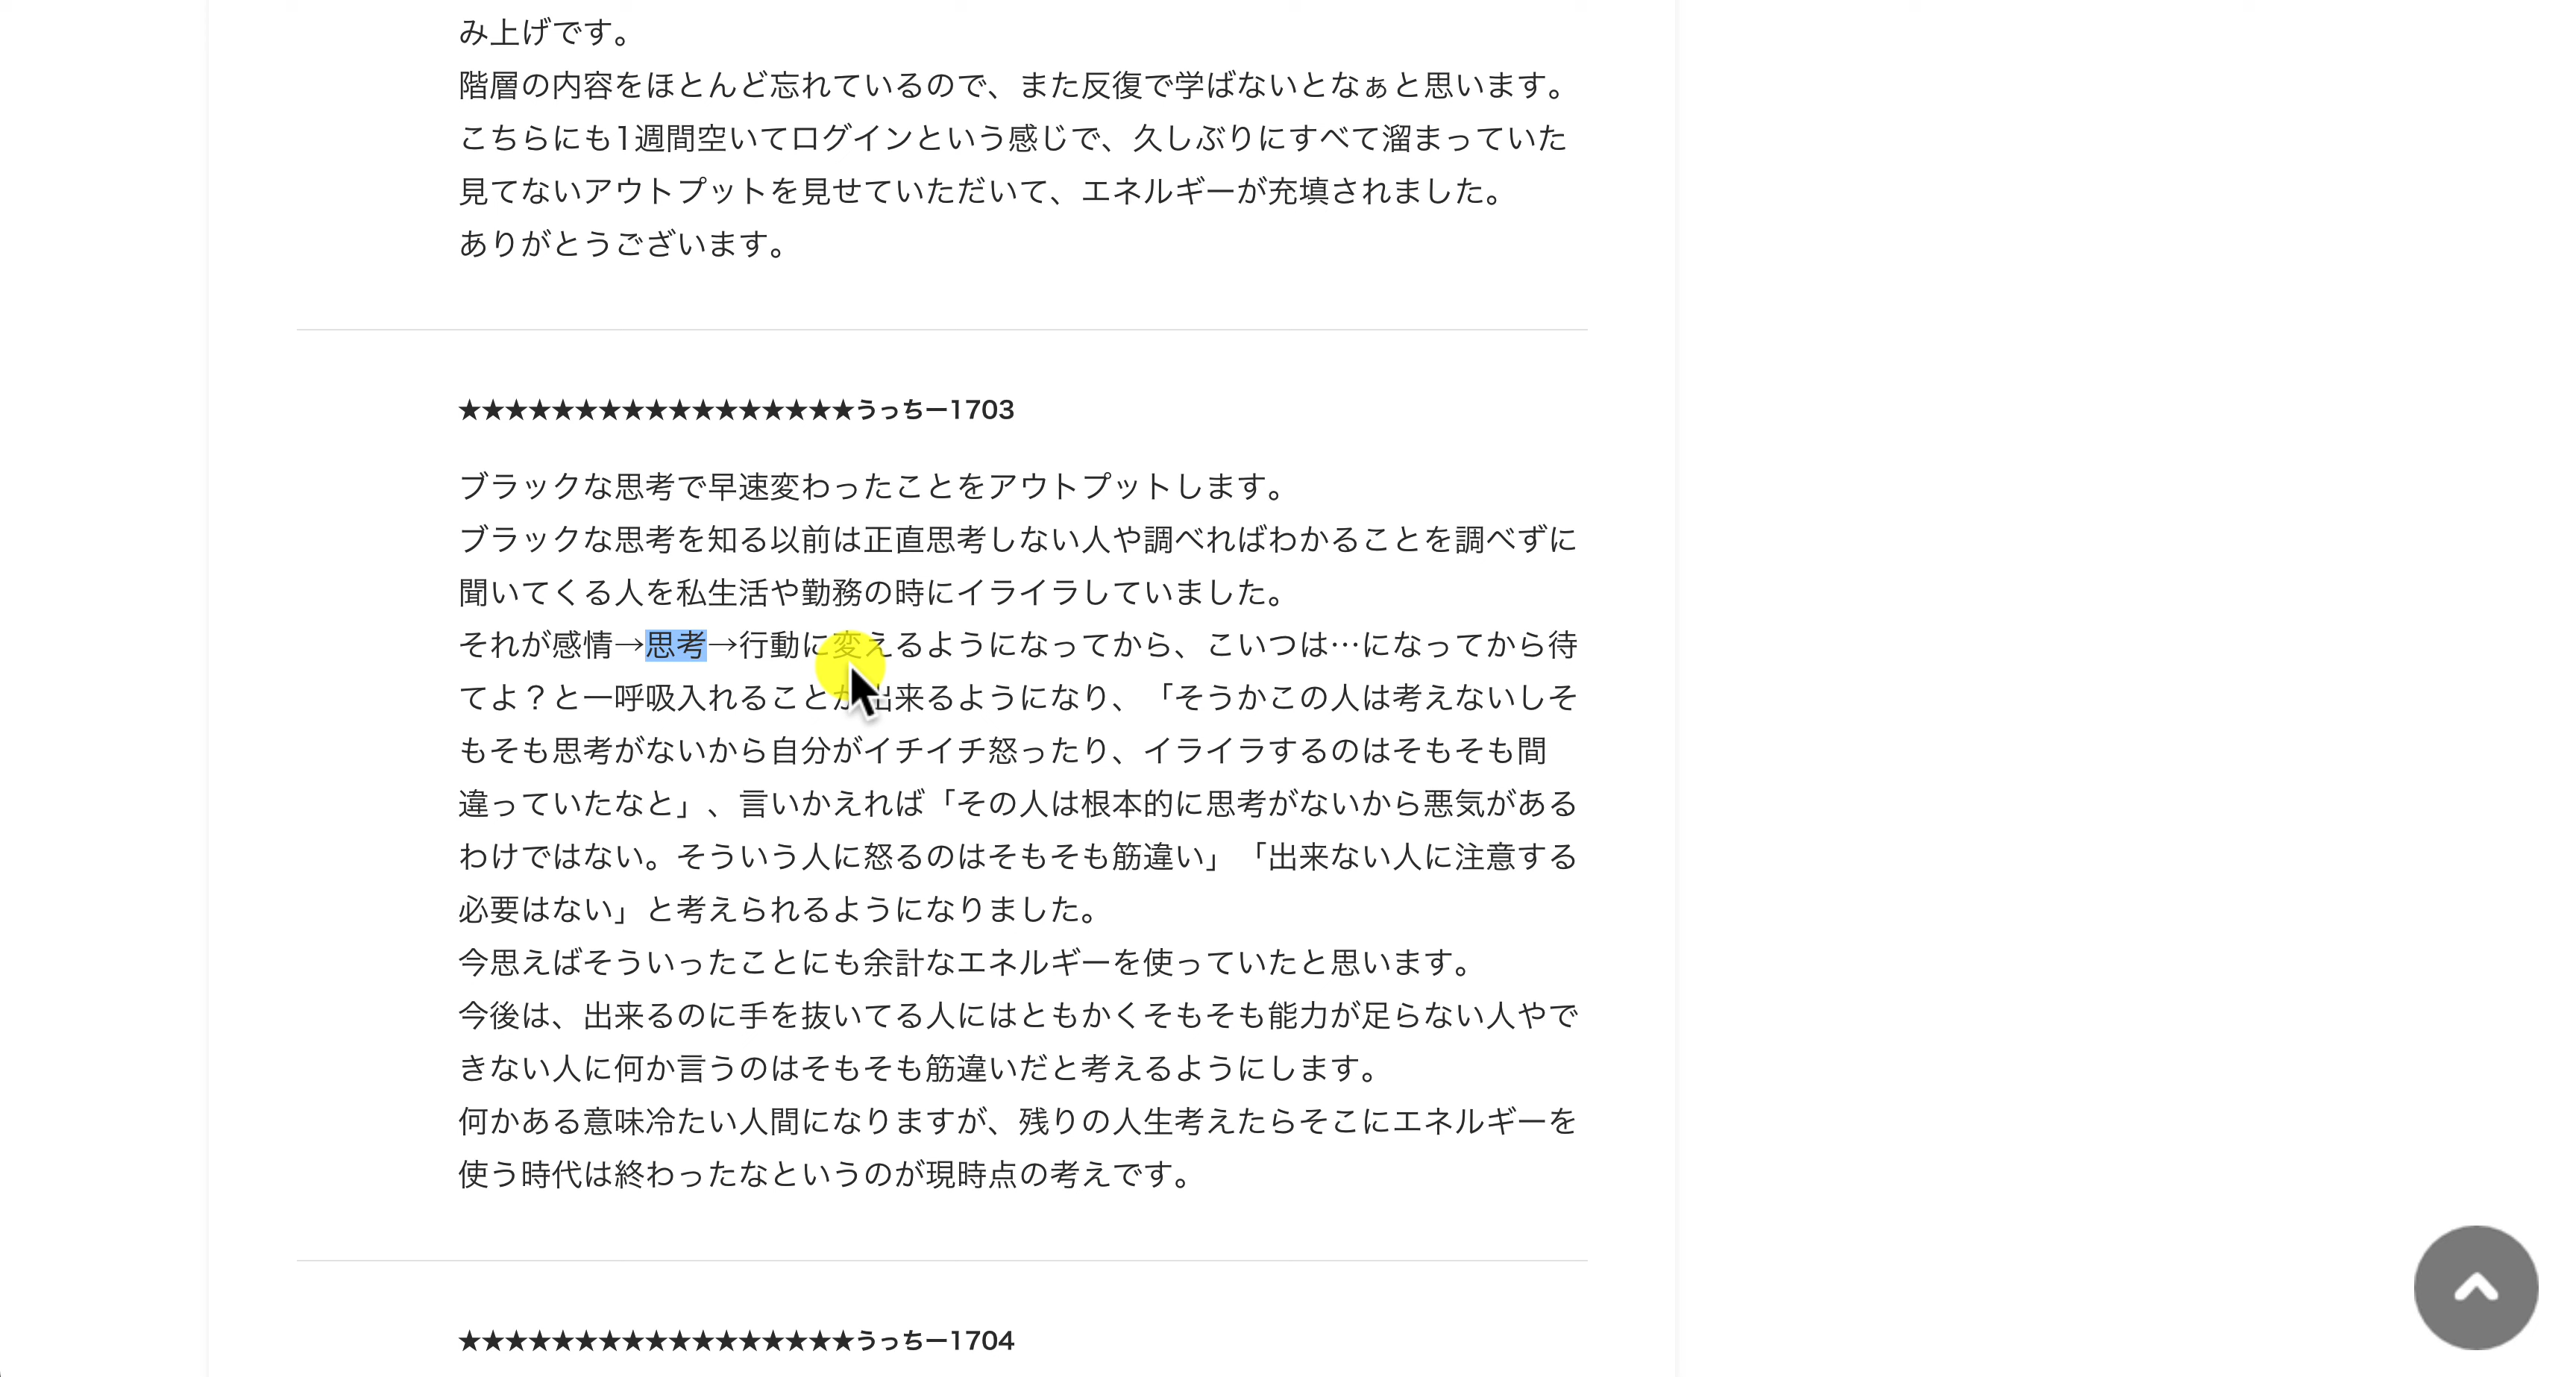 み上げです。
階層の内容をほとんど忘れているので、また反復で学ばないとなぁと思います。
こちらにも1週間空いてログインという感じで、久しぶりにすべて溜まっていた
見てないアウトプットを見せていただいて、エネルギーが充填されました。
ありがとうございます。
★★★★★★★★★★★★★★★★★うっちー1703
ブラックな思考で早速変わったことをアウトプットします。
ブラックな思考を知る以前は正直思考しない人や調べればわかることを調べずに
聞いてくる人を私生活や勤務の時にイライラしていました。
それが感情→思考→行動に変えるようになってから、こいつは…になってから待
てよ？と一呼吸入れることが出来るようになり、「そうかこの人は考えないしそ
もそも思考がないから自分がイチイチ怒ったり、イライラするのはそもそも間
違っていたなと」、言いかえれば「その人は根本的に思考がないから悪気がある
わけではない。そういう人に怒るのはそもそも筋違い」「出来ない人に注意する
必要はない」と考えられるようになりました。
今思えばそういったことにも余計なエネルギーを使っていたと思います。
今後は、出来るのに手を抜いてる人にはともかくそもそも能力が足らない人やで
きない人に何か言うのはそもそも筋違いだと考えるようにします。
何かある意味冷たい人間になりますが、残りの人生考えたらそこにエネルギーを
使う時代は終わったなというのが現時点の考えです。
★★★★★★★★★★★★★★★★★うっちー1704